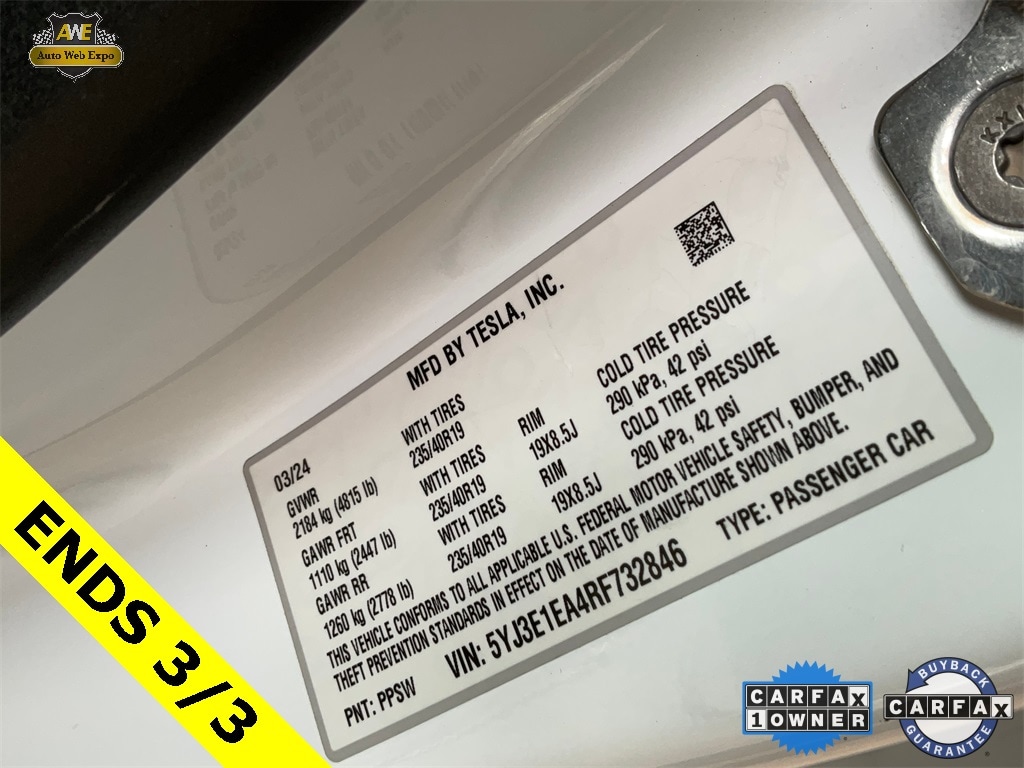 AWE
Auto Web Expo
MFD BY TESLA, INC.
03/24
GVWR
2184 kg (4815 lb)
WITH TIRES
235/40R19
RIM
19X8.5J
COLD TIRE PRESSURE
290 kPa, 42 psi
GAWR FRT
1110 kg (2447 lb)
WITH TIRES
235/40R19
RIM
19X8.5J
COLD TIRE PRESSURE
290 kPa, 42 psi
GAWR RR
1260 kg (2778 lb)
WITH TIRES
235/40R19
THIS VEHICLE CONFORMS TO ALL APPLICABLE U.S. FEDERAL MOTOR VEHICLE SAFETY, BUMPER, AND
THEFT PREVENTION STANDARDS IN EFFECT ON THE DATE OF MANUFACTURE SHOWN ABOVE.
VIN: 5YJ3E1EA4RF732846
TYPE: PASSENGER CAR
PNT: PPSW
ENDS 3/3
CARFAX
1 OWNER
BUYBACK
CARFAX
GUARANTEE